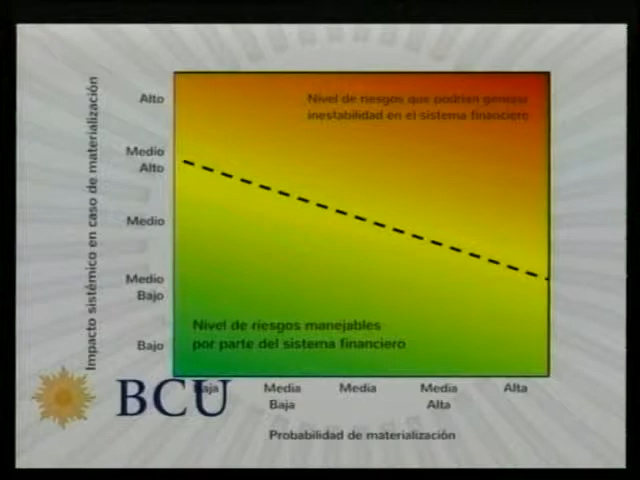 Impacto sistémico en caso de materialización
Alto
Medio
Alto
Medio
Medio
Bajo
Bajo
Nivel de riesgos que podrían generar
inestabilidad en el sistema financiero
Nivel de riesgos manejables
por parte del sistema financiero
Baja
Media
Baja
Media
Media
Alta
Alta
Probabilidad de materialización
BCU